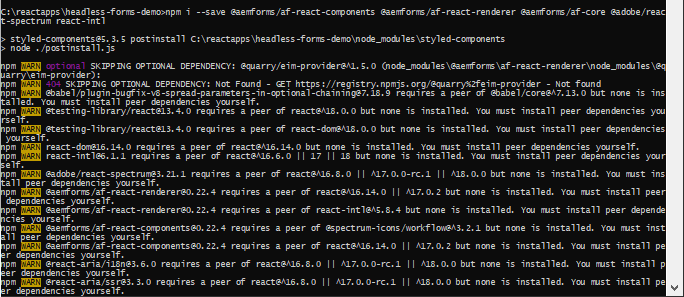 C:\reactapps\headless-forms-demo>npm i --save @aemforms/af-react-components @aemforms/af-react-renderer @aemforms/af-core @adobe/reac
t-spectrum react-intl
> styled-components@5.3.5 postinstall C:\reactapps\headless-forms-demo\node_modules\styled-components
> node ./postinstall.js
npm WARN optional SKIPPING OPTIONAL DEPENDENCY: @quarry/eim-provider@^1.5.0 (node_modules\@aemforms\af-react-renderer\node_modules\@q
uarry\eim-provider):
npm WARN 404 SKIPPING OPTIONAL DEPENDENCY: Not Found - GET https://registry.npmjs.org/@quarry%2feim-provider - Not found
npm WARN @babel/plugin-bugfix-v8-spread-parameters-in-optional-chaining@7.18.9 requires a peer of @babel/core@^7.13.0 but none is ins
talled. You must install peer dependencies yourself.
npm WARN @testing-library/react@13.4.0 requires a peer of react@^18.0.0 but none is installed. You must install peer dependencies you
rself.
npm WARN @testing-library/react@13.4.0 requires a peer of react-dom@^18.0.0 but none is installed. You must install peer dependencies
 yourself.
npm WARN react-dom@16.14.0 requires a peer of react@^16.14.0 but none is installed. You must install peer dependencies yourself.
npm WARN react-intl@6.1.1 requires a peer of react@^16.6.0 || 17 || 18 but none is installed. You must install peer dependencies your
self.
npm WARN @adobe/react-spectrum@3.21.1 requires a peer of react@^16.8.0 || ^17.0.0-rc.1 || ^18.0.0 but none is installed. You must ins
tall peer dependencies yourself.
npm WARN @aemforms/af-react-renderer@0.22.4 requires a peer of react@^16.14.0 || ^17.0.2 but none is installed. You must install peer
 dependencies yourself.
npm WARN @aemforms/af-react-renderer@0.22.4 requires a peer of react-intl@^5.8.4 but none is installed. You must install peer depende
ncies yourself.
npm WARN @aemforms/af-react-components@0.22.4 requires a peer of @spectrum-icons/workflow@^3.2.1 but none is installed. You must inst
all peer dependencies yourself.
npm WARN @aemforms/af-react-components@0.22.4 requires a peer of react@^16.14.0 || ^17.0.2 but none is installed. You must install pe
er dependencies yourself.
npm WARN @react-aria/i18n@3.6.0 requires a peer of react@^16.8.0 || ^17.0.0-rc.1 || ^18.0.0 but none is installed. You must install p
eer dependencies yourself.
npm WARN @react-aria/ssr@3.3.0 requires a peer of react@^16.8.0 || ^17.0.0-rc.1 || ^18.0.0 but none is installed. You must install pe
er dependencies yourself.